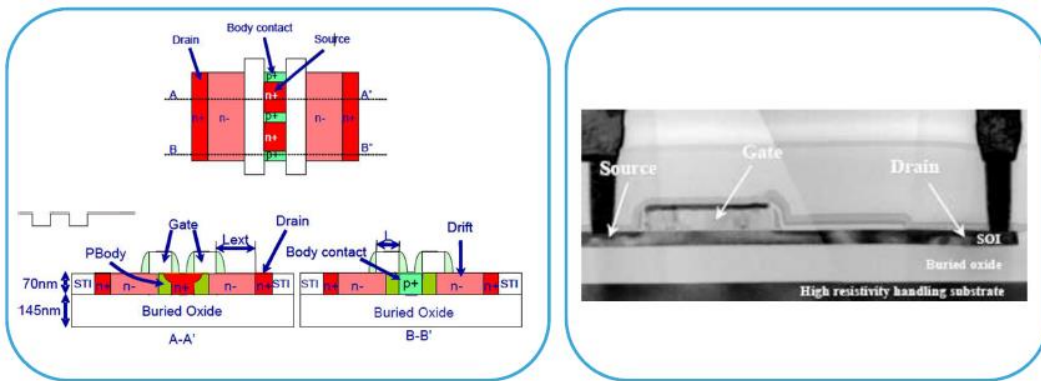 Body contact
Drain
Source
p+
A
n+
A'
n+
n-
p+
n-
n+
n+
B
p+
B'
Gate
Lext
Drain
PBody
L
Drift
Body contact
70nm
STI
n+
n-
n+
n-
n+
STI
STI
n+
n-
p+
n-
n+
STI
145nm
Buried Oxide
Buried Oxide
A-A'
B-B'
Source
Gate
Drain
SOI
Buried oxide
High resistivity handling substrate